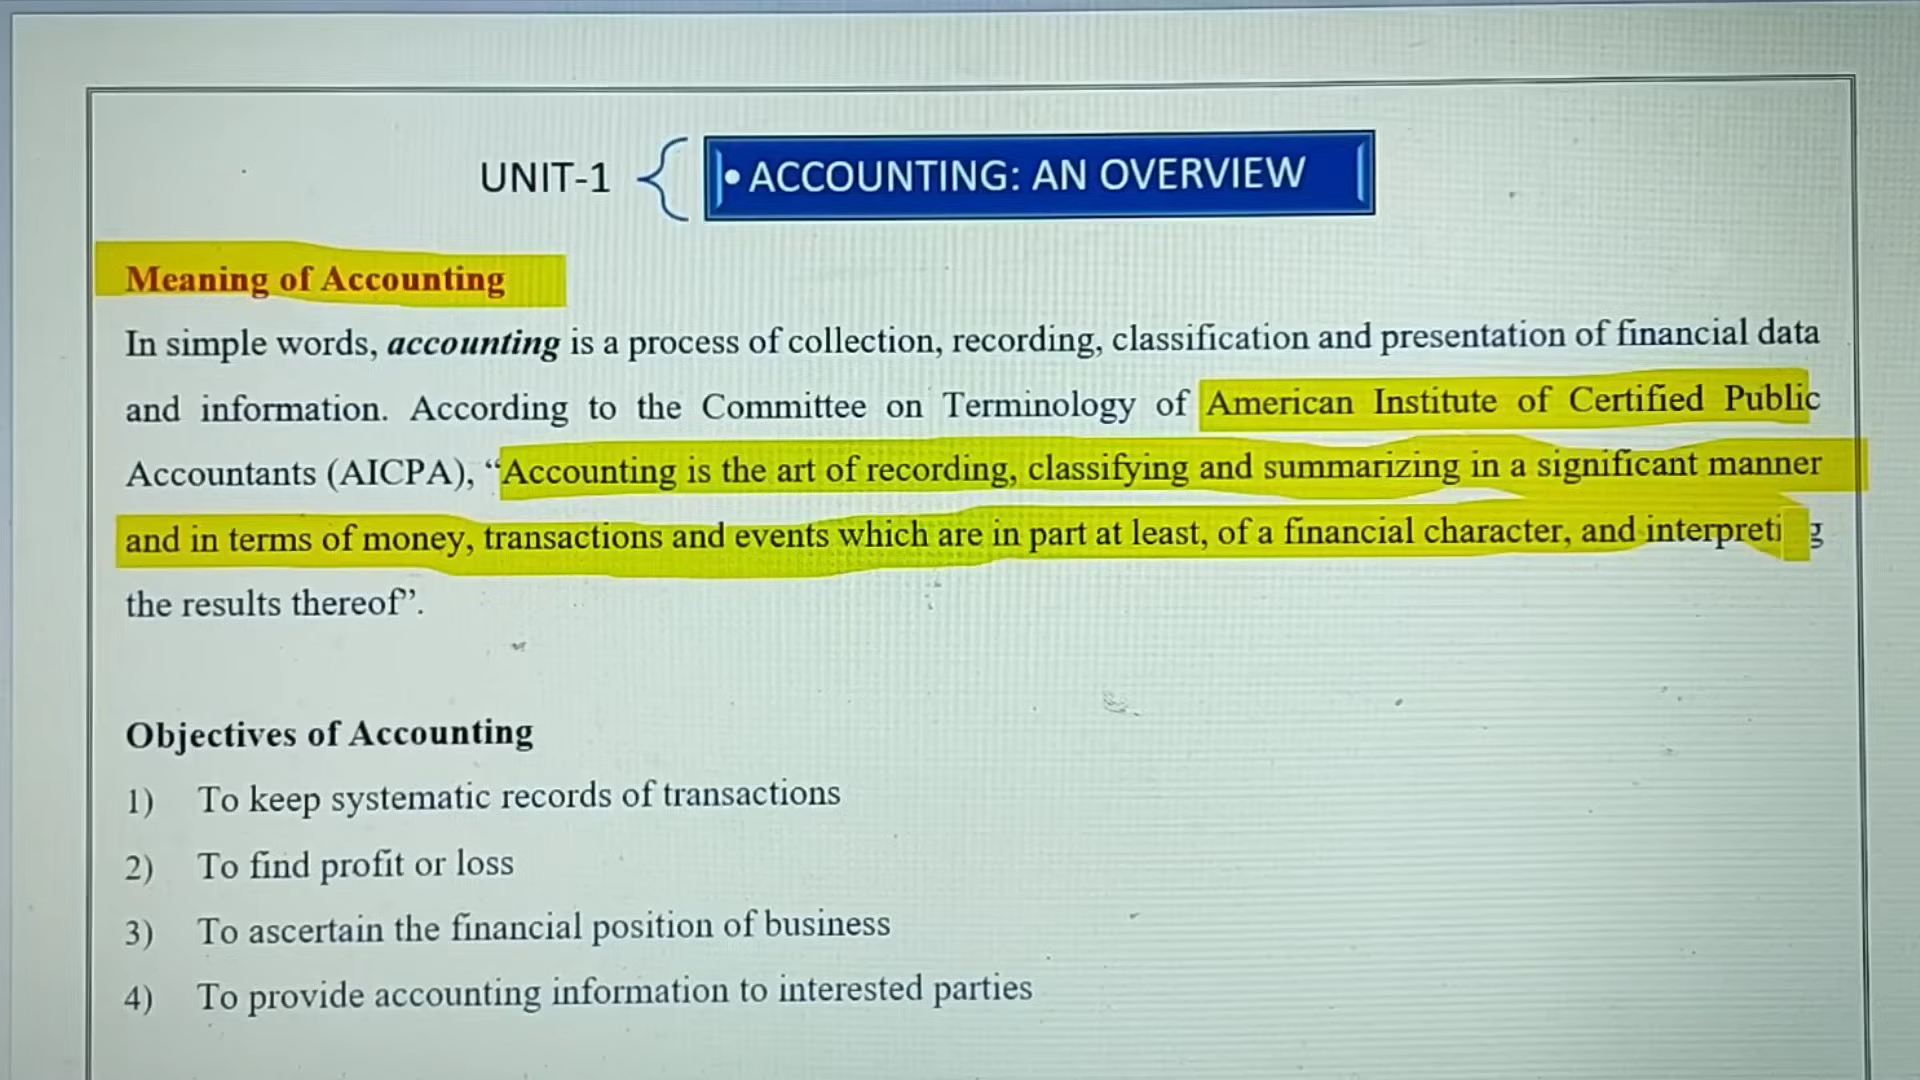 UNIT-1
• ACCOUNTING: AN OVERVIEW
Meaning of Accounting
In simple words, accounting is a process of collection, recording, classification and presentation of financial data
and information. According to the Committee on Terminology of American Institute of Certified Public
Accountants (AICPA), “Accounting is the art of recording, classifying and summarizing in a significant manner
and in terms of money, transactions and events which are in part at least, of a financial character, and interpreti g
the results thereof”.
Objectives of Accounting
1) To keep systematic records of transactions
2) To find profit or loss
3) To ascertain the financial position of business
4) To provide accounting information to interested parties